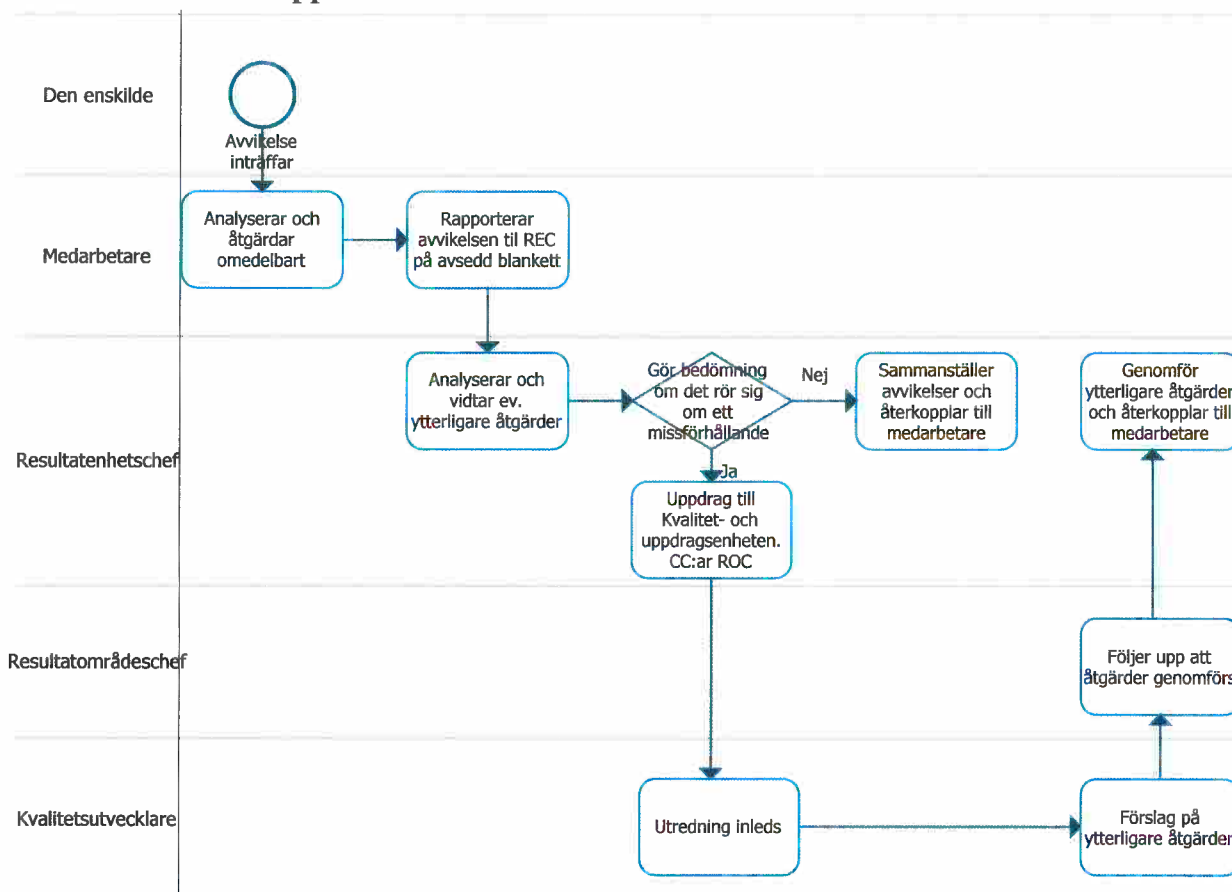 Den enskilde
Avvikelse
inträffar
Medarbetare
Analyserar och
åtgärdar
omedelbart
Rapporterar
avvikelsen til REC
på avsedd blankett
Resultatenhetschef
Analyserar och
vidtar ev.
ytterligare åtgärder
Gör bedömning
om det rör sig
om ett
missförhållande
Nej
Sammanställer
avvikelser och
återkopplar till
medarbetare
Genomför
ytterligare åtgärder
och återkopplar till
medarbetare
Ja
Uppdrag till
Kvalitet- och
uppdragsenheten.
CC:ar ROC
Resultatområdeschef
Följer upp att
åtgärder genomförs
Kvalitetsutvecklare
Utredning inleds
Förslag på
ytterligare åtgärder